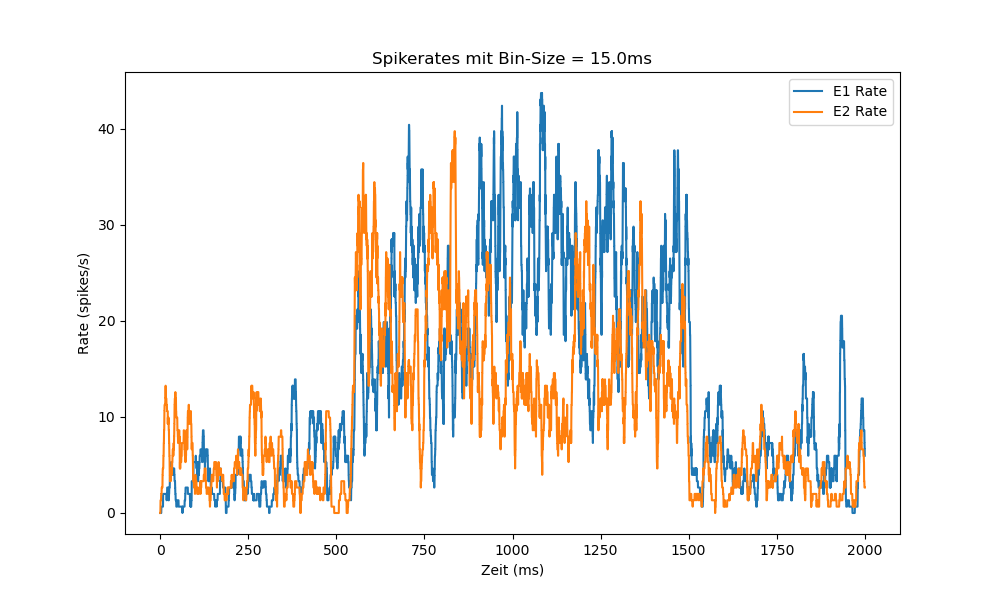 Spikerates mit Bin-Size = 15.0ms
E1 Rate
E2 Rate
40
30
20
10
0
Rate (spikes/s)
0 250 500 750 1000 1250 1500 1750 2000
Zeit (ms)